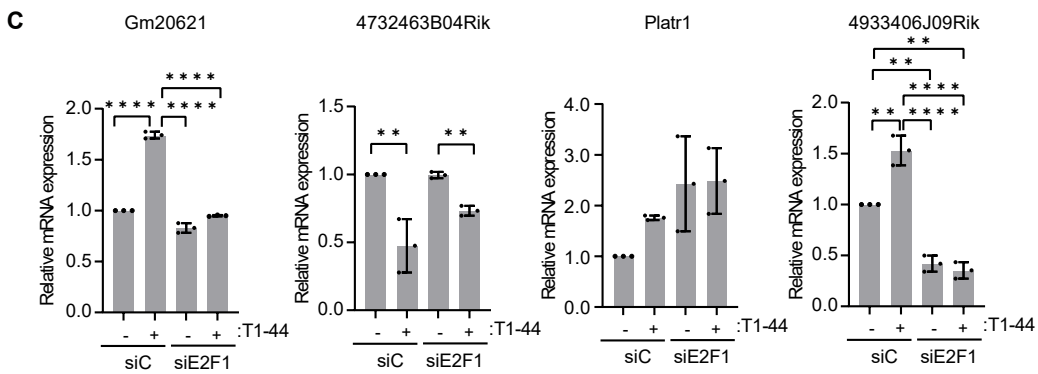 C
Gm20621
4732463B04Rik
Platr1
4933406J09Rik
Relative mRNA expression
2.0
1.5
1.0
0.5
0.0
* * * *
* * * *
* * * *
- + - + :T1-44
siC siE2F1
Relative mRNA expression
1.5
1.0
0.5
0.0
* *
* *
- + - +
siC siE2F1
Relative mRNA expression
4.0
3.0
2.0
1.0
0.0
- + - + :T1-44
siC siE2F1
Relative mRNA expression
2.0
1.5
1.0
0.5
0.0
* *
* *
* * * *
* * * * * *
- + - + :T1-44
siC siE2F1